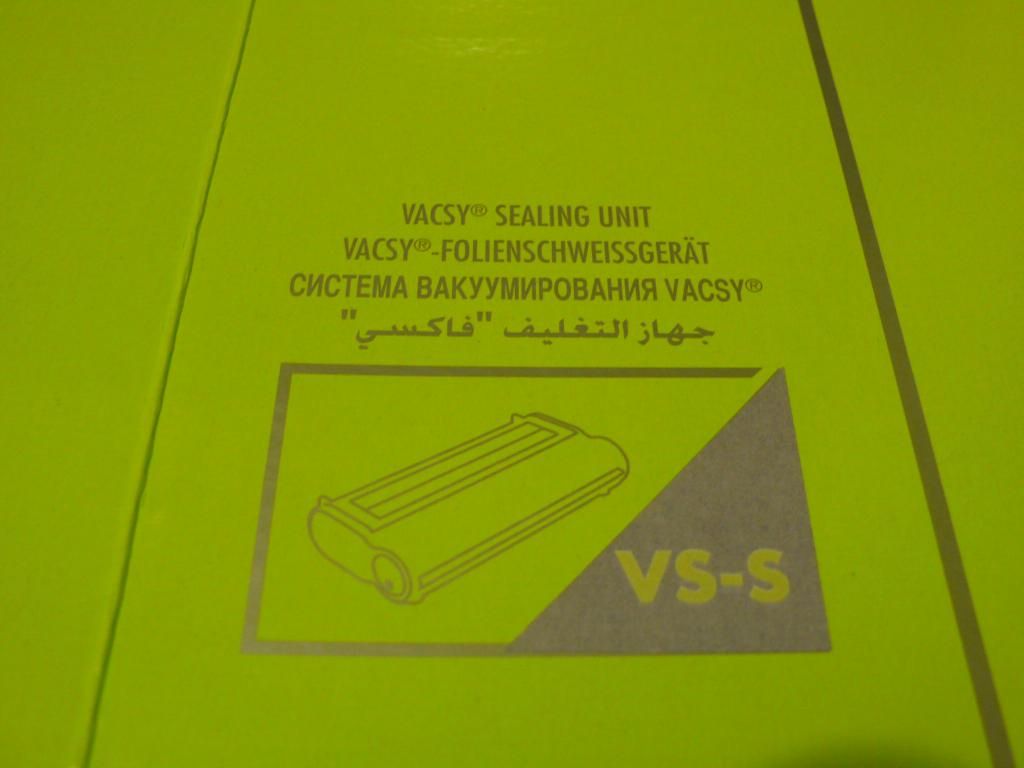 VACSY® SEALING UNIT
VACSY®-FOLIENSCHWEISSGERÄT
СИСТЕМА ВАКУУМИРОВАНИЯ VACSY®
جهاز التغليف "فاكسي"
VS-S